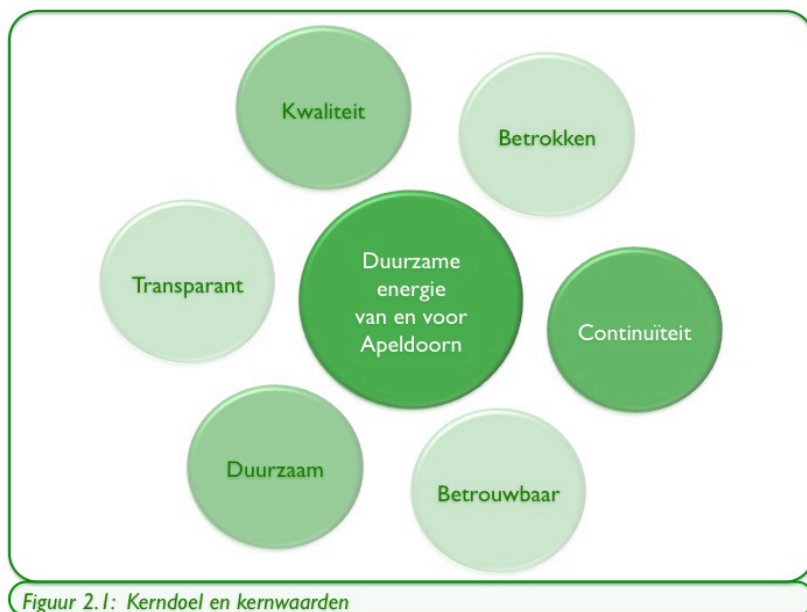 Kwaliteit
Betrokken
Transparant
Duurzame
energie
van en voor
Apeldoorn
Continuïteit
Duurzaam
Betrouwbaar
Figuur 2.1: Kerndoel en kernwaarden